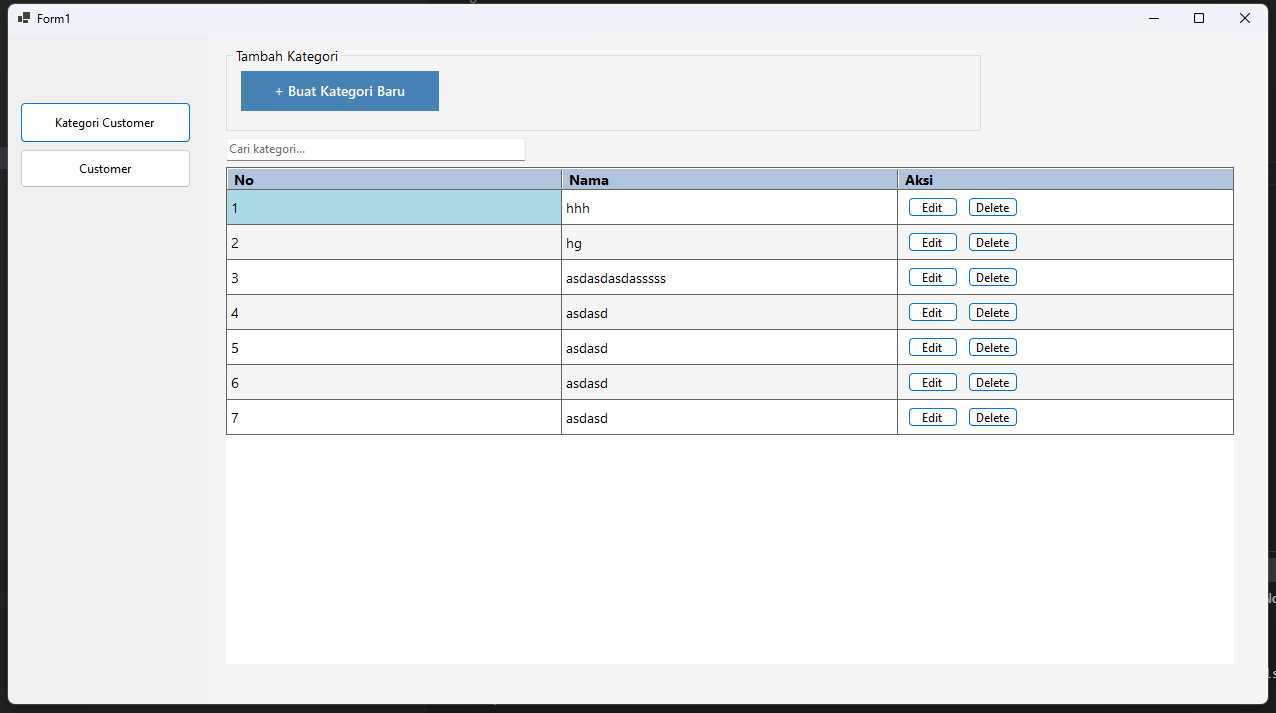 Form1
Tambah Kategori
+ Buat Kategori Baru
Kategori Customer
Customer
Cari kategori...
No Nama Aksi
1 hhh Edit Delete
2 hg Edit Delete
3 asdasdasdasssss Edit Delete
4 asdasd Edit Delete
5 asdasd Edit Delete
6 asdasd Edit Delete
7 asdasd Edit Delete